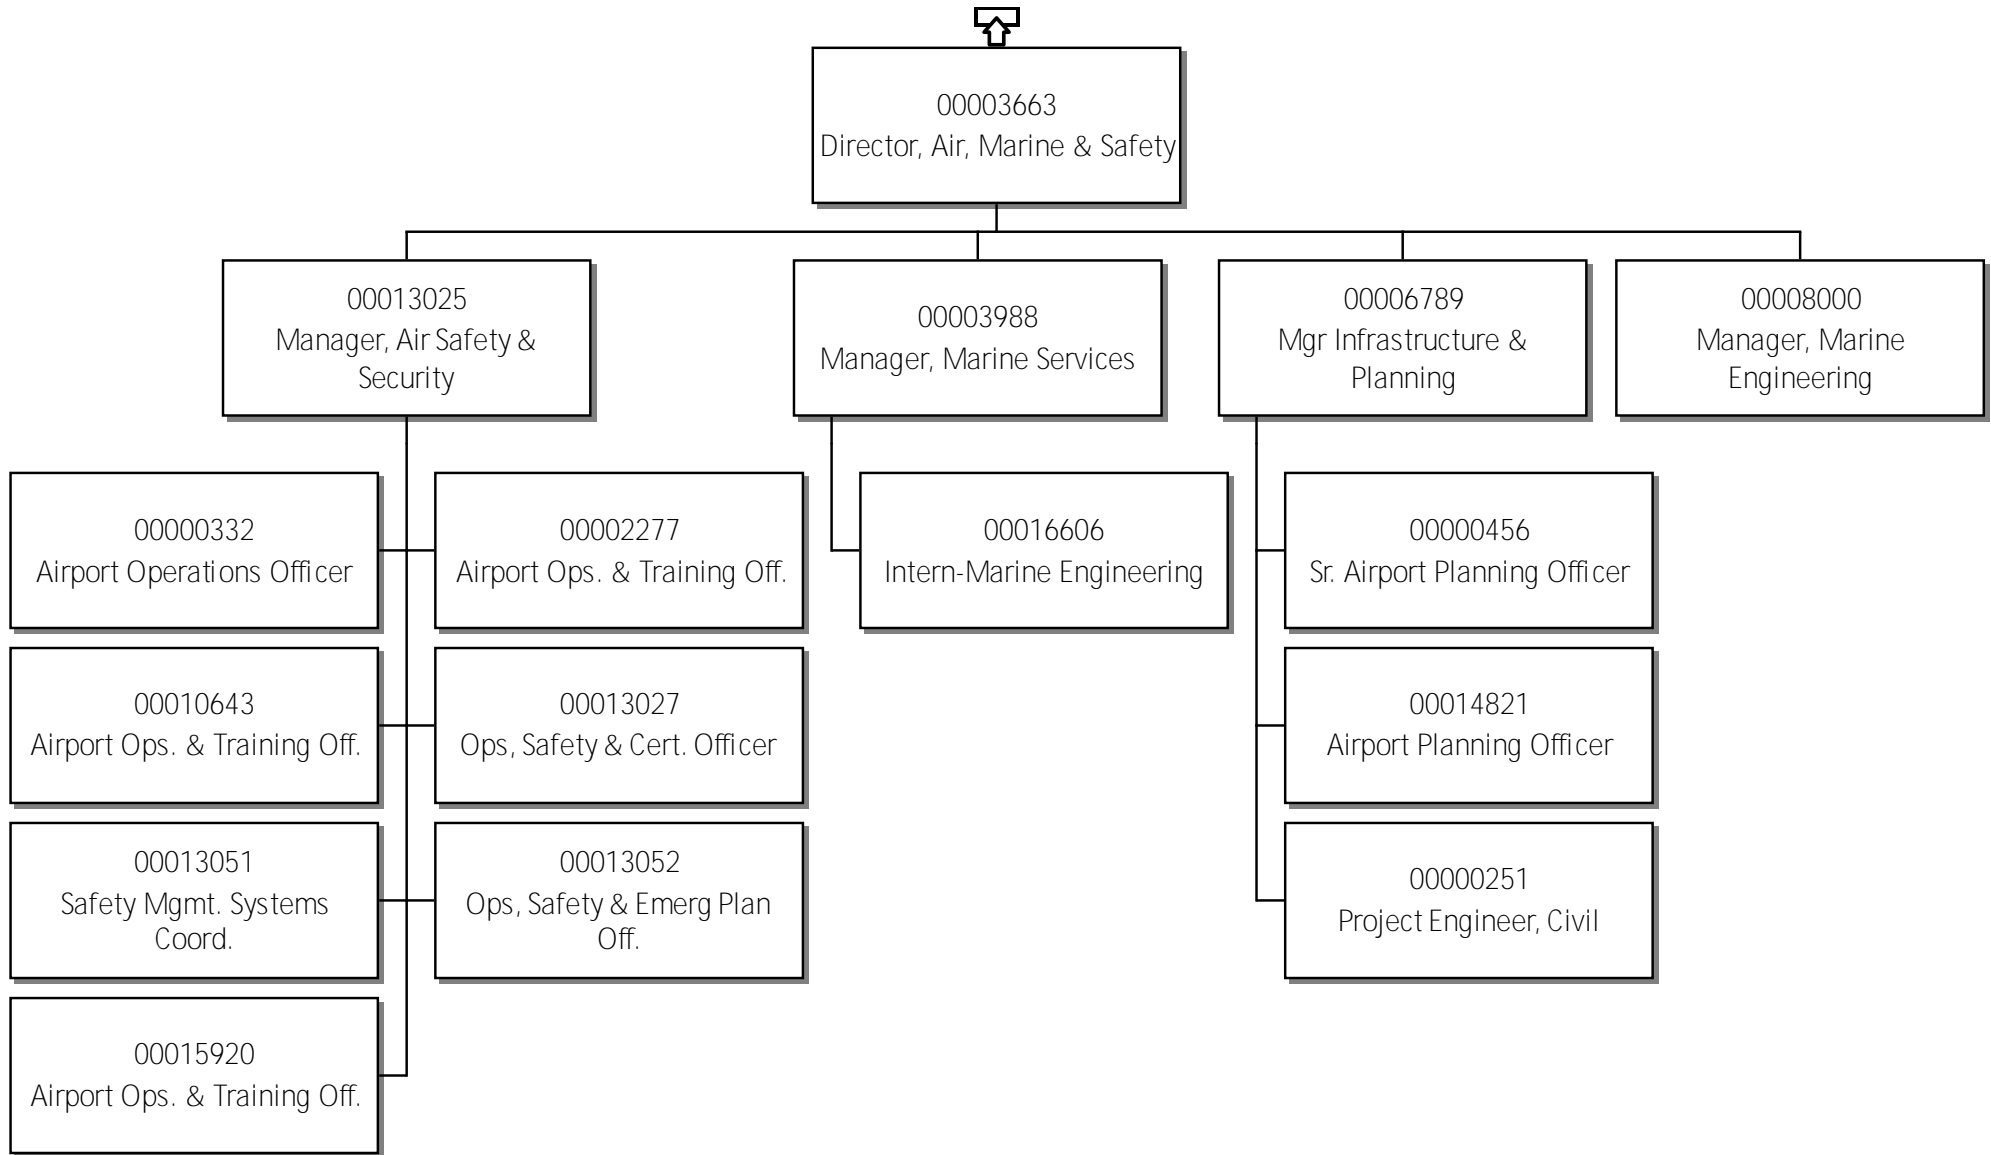 00003663
Director, Air, Marine & Safety
00013025
Manager, Air Safety &
Security
00003988
Manager, Marine Services
00006789
Mgr Infrastructure &
Planning
00008000
Manager, Marine
Engineering
00000332
Airport Operations Officer
00002277
Airport Ops. & Training Off.
00016606
Intern-Marine Engineering
00000456
Sr. Airport Planning Officer
00010643
Airport Ops. & Training Off.
00013027
Ops, Safety & Cert. Officer
00014821
Airport Planning Officer
00013051
Safety Mgmt. Systems
Coord.
00013052
Ops, Safety & Emerg Plan
Off.
00000251
Project Engineer, Civil
00015920
Airport Ops. & Training Off.